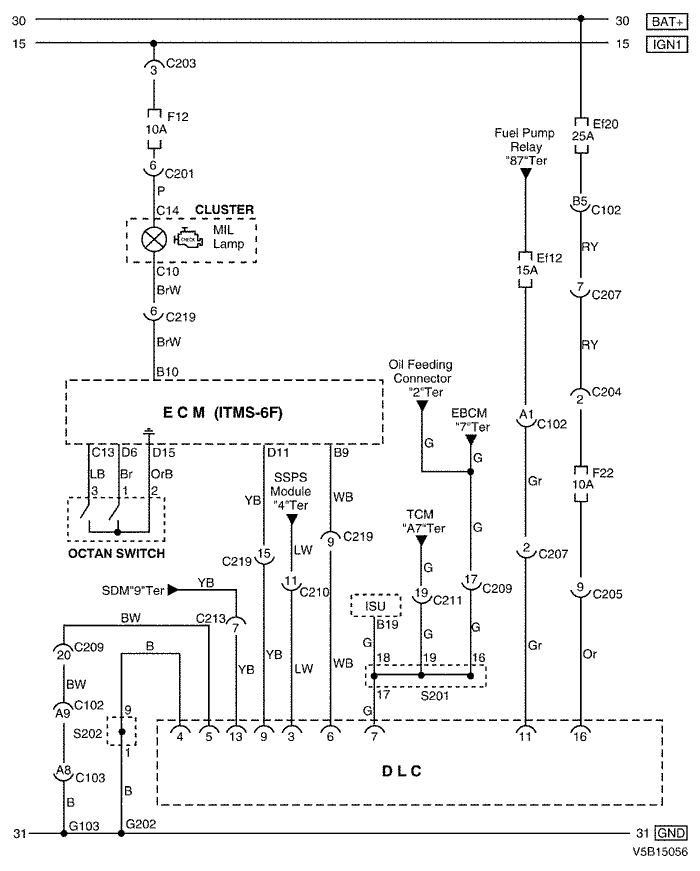 30 30 BAT+
15 15 IGN1
C203
3
F12
10A
6
C201
P
C14
CLUSTER
MIL
Lamp
CHECK
C10
BrW
6
C219
BrW
B10
E C M (ITMS-6F)
C13 D6 D15 D11 B9
LB Br OrB
3 1 2
OCTAN SWITCH
YB
SSPS
Module
"4"Ter
WB
LW
9
C219
15
C219
11
C210
Fuel Pump
Relay
"87"Ter
Ef20
25A
B5
C102
RY
Ef12
15A
7
C207
RY
Oil Feeding
Connector
"2"Ter
EBCM
"7"Ter
C204
2
A1
C102
G
G
Gr
F22
10A
TCM
"A7"Ter
G
G
2
C207
17
C209
19
C211
9
C205
SDM"9"Ter
YB
ISU
B19
BW
C213
7
B
G
G
G
20
C209
18 19 16
YB
YB
LW
WB
Gr
Or
BW
17
S201
A9
C102
9
S202
1
G
4 5 13 9 3 6 7 11 16
D L C
A8
C103
B
B
31 G103 G202 31 GND
V5B15056